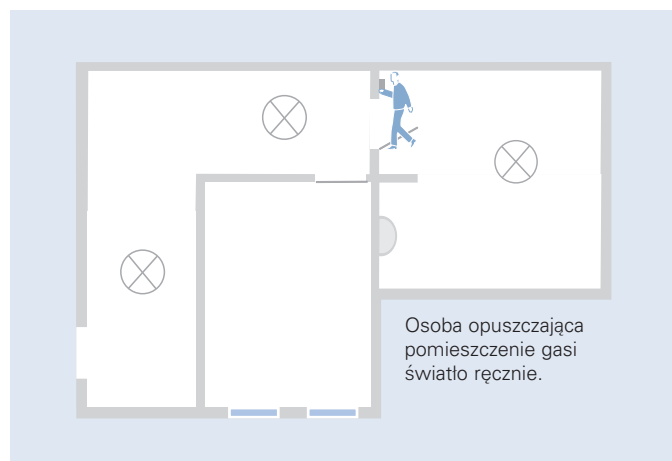 Osoba opuszczająca
pomieszczenie gasi
światło ręcznie.